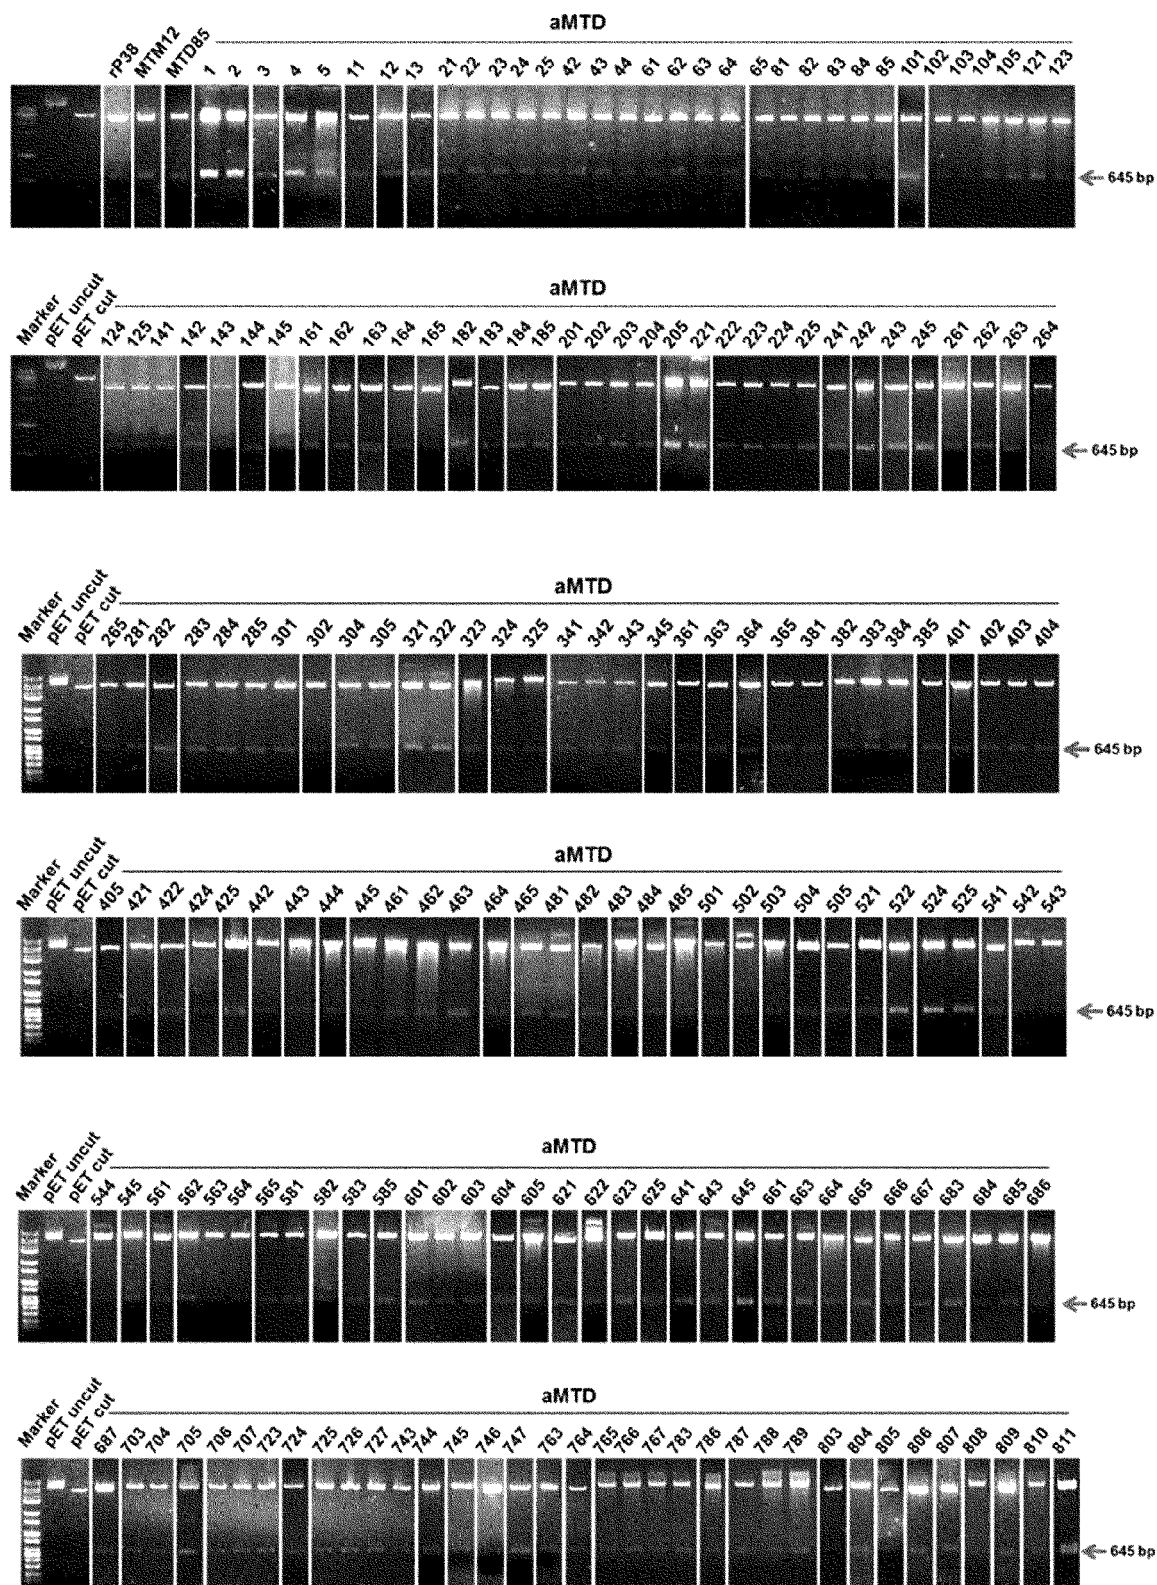 aMTD
rP38 MTM12 MTD85 1 2 3 4 5 11 12 13 21 22 23 24 25 42 43 44 61 62 63 64 65 81 82 83 84 85 101 102 103 104 105 121 123
645 bp
aMTD
Marker pET uncut pET cut 124 125 141 142 143 144 145 161 162 163 164 165 182 183 184 185 201 202 203 204 205 221 222 223 224 225 241 242 243 245 261 262 263 264
645 bp
aMTD
Marker pET uncut pET cut 265 281 282 283 284 285 301 302 304 305 321 322 323 324 325 341 342 343 345 361 363 364 365 381 382 383 384 385 401 402 403 404
645 bp
aMTD
Marker pET uncut pET cut 405 421 422 424 425 442 443 444 445 461 462 463 464 465 481 482 483 484 485 501 502 503 504 505 521 522 524 525 541 542 543
645 bp
aMTD
Marker pET uncut pET cut 544 545 561 562 563 564 565 581 582 583 585 601 602 603 604 605 621 622 623 625 641 643 645 661 663 664 665 666 667 683 684 685 686
645 bp
aMTD
Marker pET uncut pET cut 687 703 704 705 706 707 723 724 725 726 727 743 744 745 746 747 763 764 765 766 767 783 786 787 788 789 803 804 805 806 807 808 809 810 811
645 bp